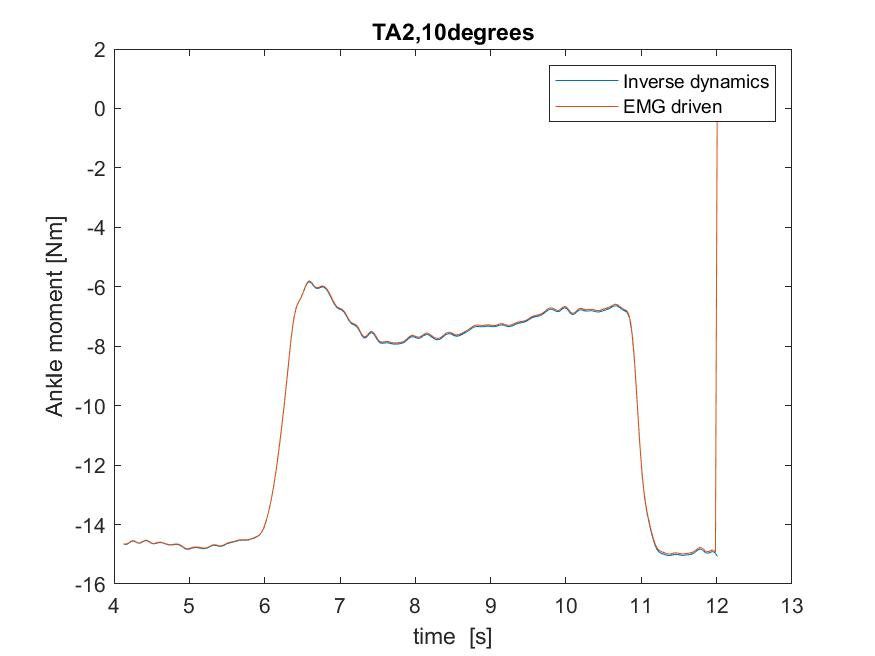 TA2,10degrees
2
0
-2
-4
-6
-8
-10
-12
-14
-16
Ankle moment [Nm]
Inverse dynamics
EMG driven
4 5 6 7 8 9 10 11 12 13
time [s]